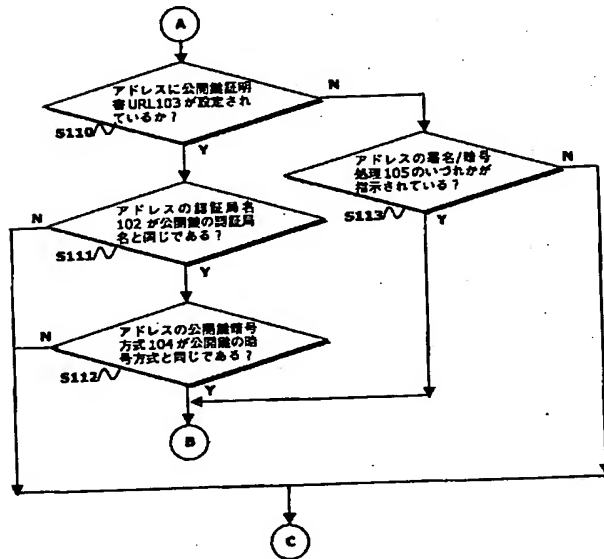 A
アドレスに公開鍵証明
書URL103が設定され
ているか?
N
S110
Y
アドレスの署名/暗号
処理105のいづれかが
指示されている?
N
S113
Y
アドレスの認証局名
102が公開鍵の認証局
名と同じである?
N
S111
Y
アドレスの公開鍵暗号
方式104が公開鍵の暗
号方式と同じである?
N
S112
Y
B
C